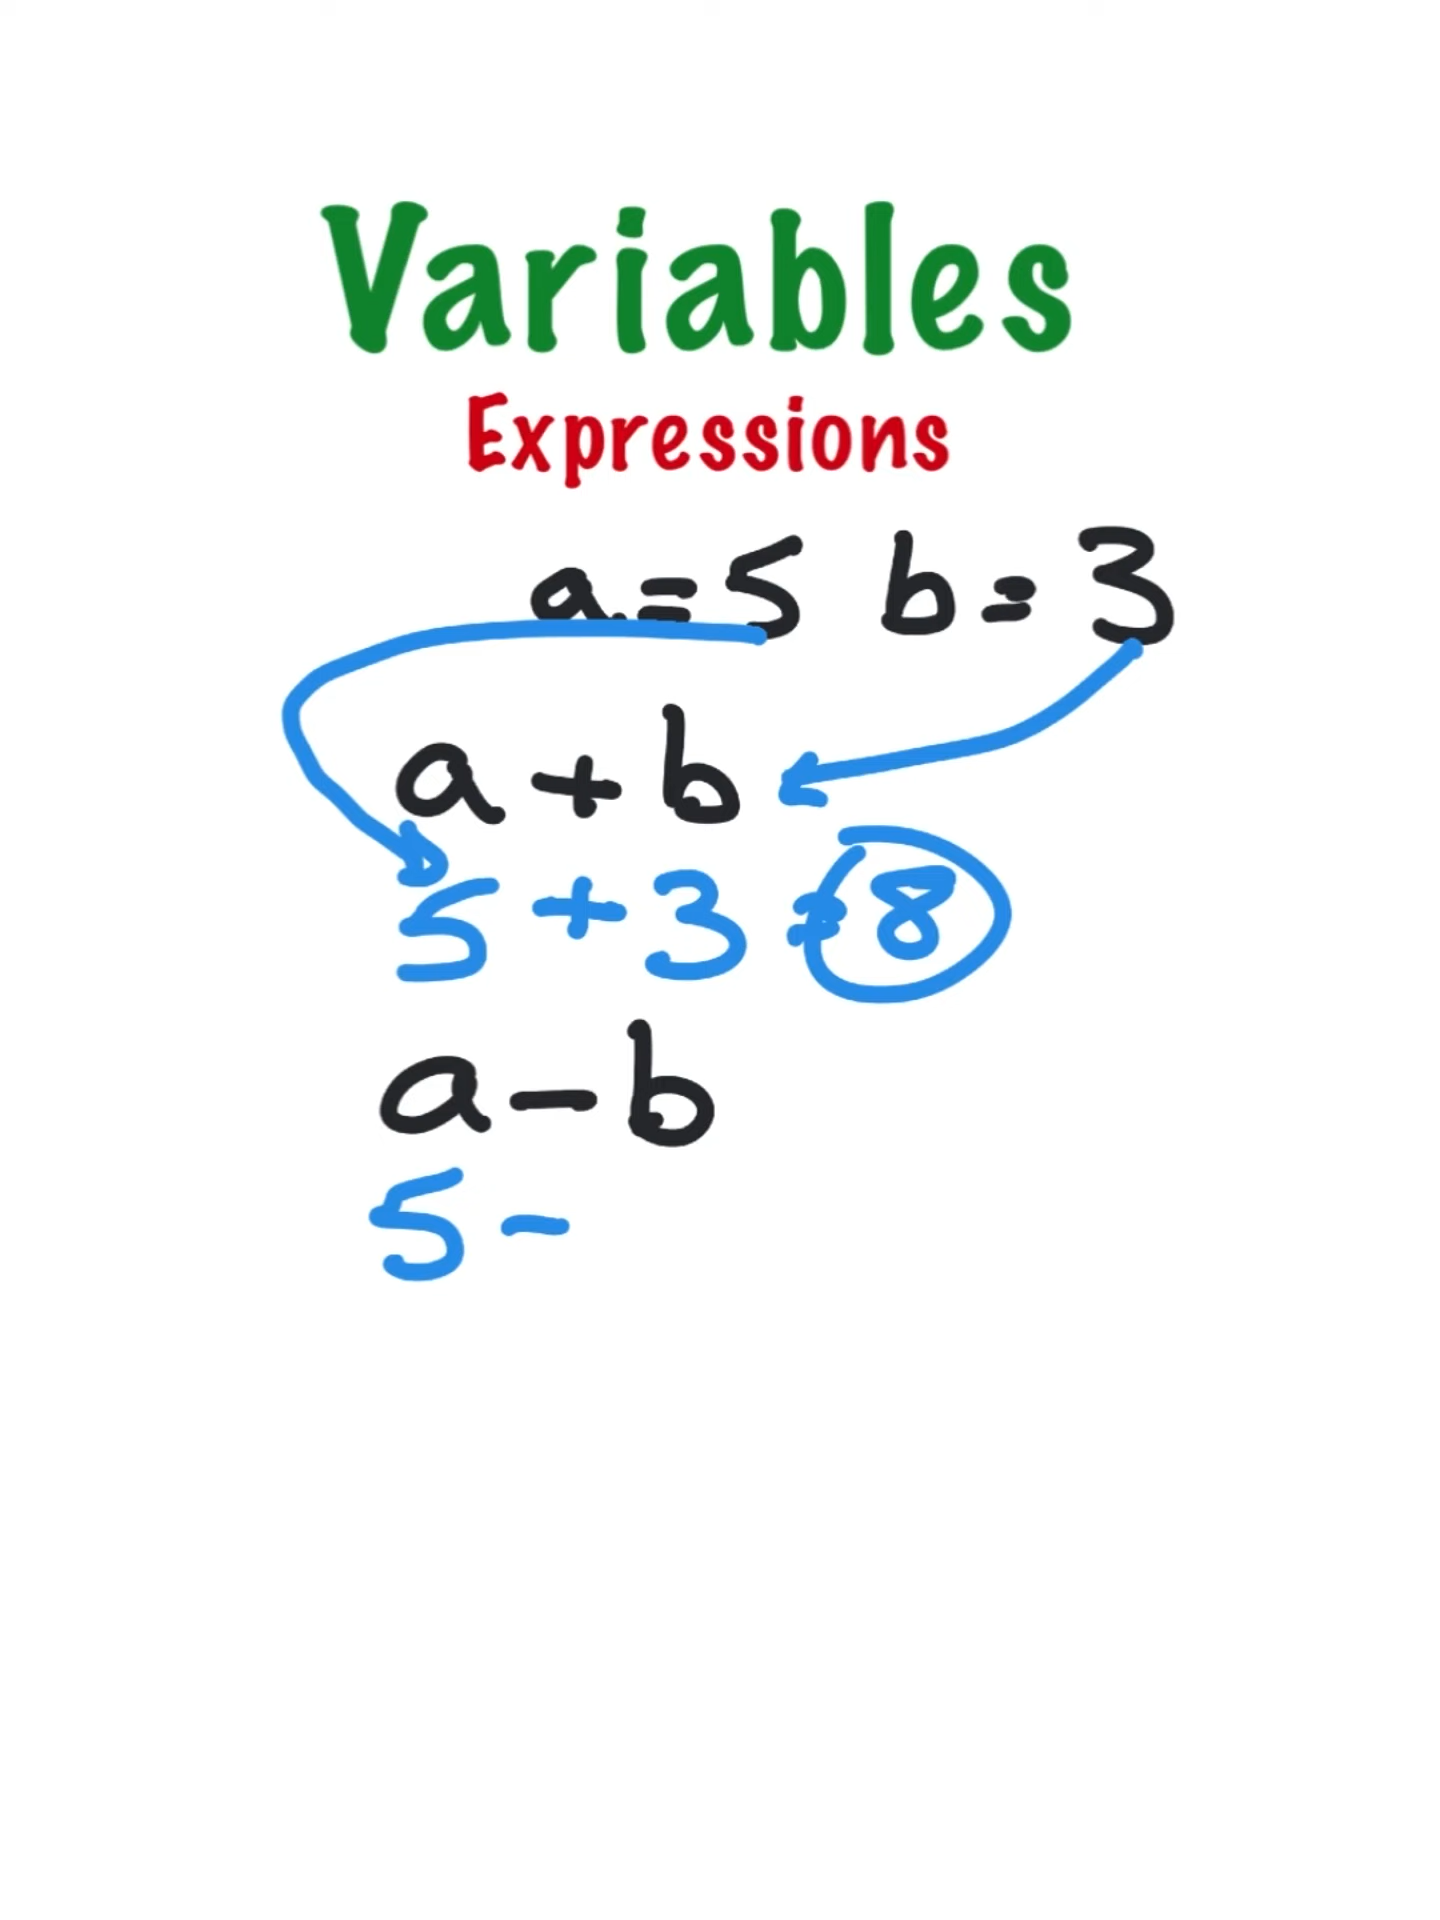 Variables
Expressions
a=5 b=3
a+b
5+3=8
a-b
5-